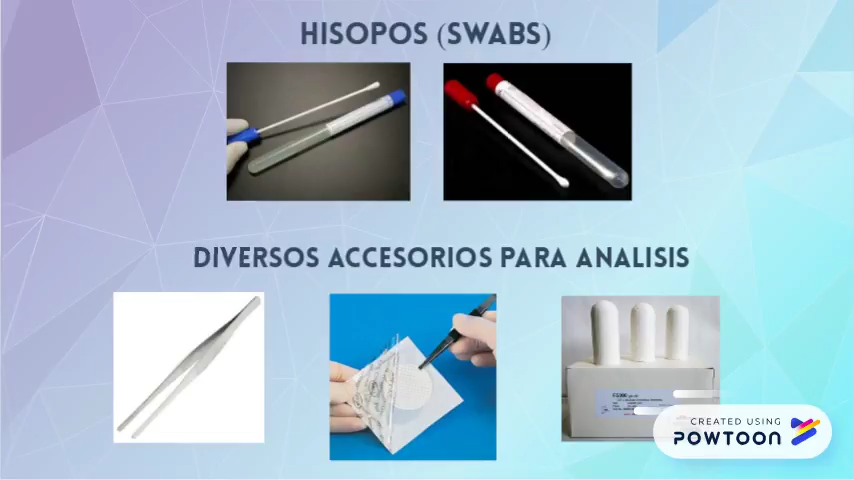 HISOPOS (SWABS)
DIVERSOS ACCESORIOS PARA ANALISIS
CREATED USING
POWTOON